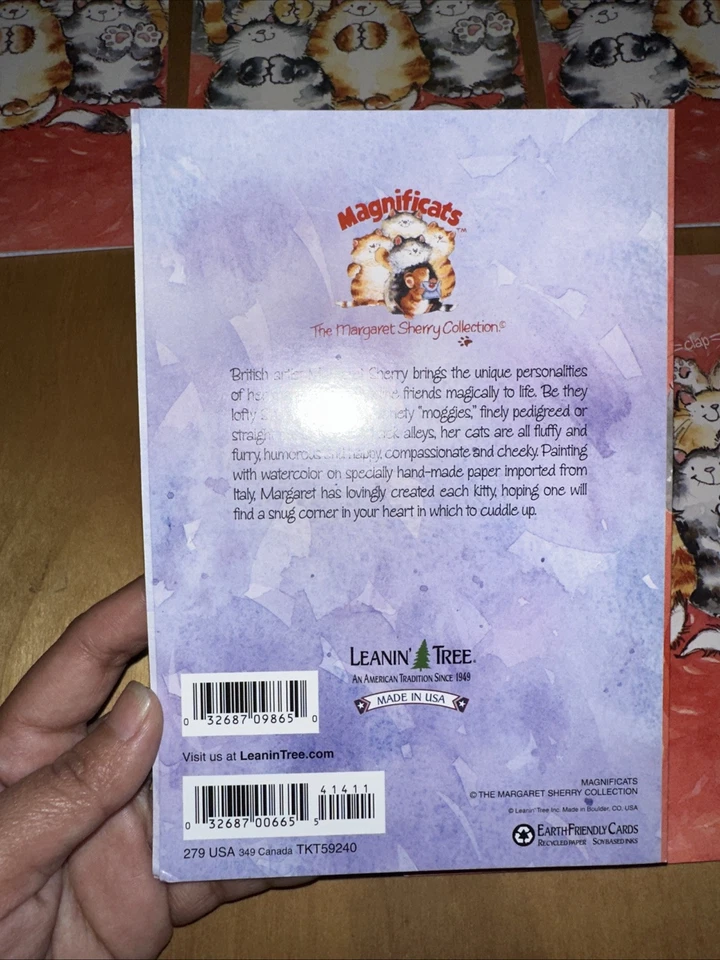 Magnificats™
The Margaret Sherry Collection©
British Sherry brings the unique personalities
of friends magically to life. Be they
lofty "moggies," finely pedigreed or
straight alleys, her cats are all fluffy and
furry, humorous and happy, compassionate and cheeky. Painting
with watercolor on specially hand-made paper imported from
Italy, Margaret has lovingly created each kitty, hoping one will
find a snug corner in your heart in which to cuddle up.
=clap=
LEANIN' TREE®
AN AMERICAN TRADITION SINCE 1949
MADE IN USA
0 32687 09865 0
Visit us at LeaninTree.com
41411
0 32687 00665 5
279 USA 349 Canada TKT59240
MAGNIFICATS
© THE MARGARET SHERRY COLLECTION
© Leanin' Tree Inc. Made in Boulder, CO, USA
EARTH FRIENDLY CARDS
RECYCLED PAPER SOY BASED INKS